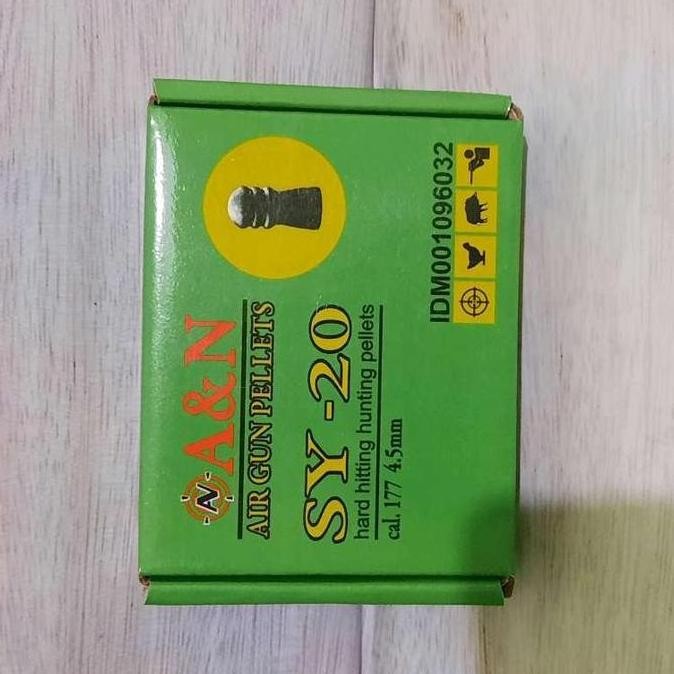 A&N
AIR GUN PELLETS
SY -20
hard hitting hunting pellets
cal. 177 4.5mm
IDM001096032